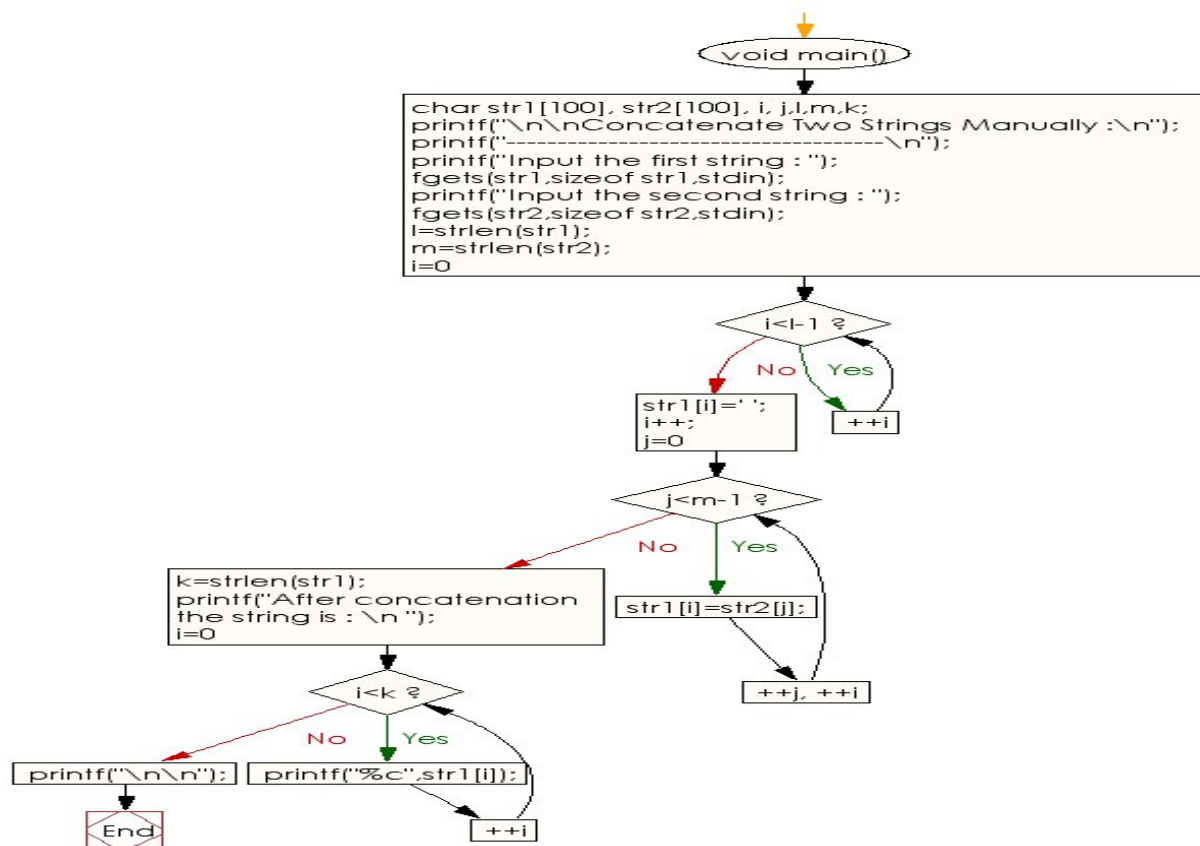 void main()
char str1[100], str2[100], i, j,l,m,k;
printf("\n\nConcatenate Two Strings Manually :\n");
printf("-------------------------------------\n");
printf("Input the first string : ");
fgets(str1,sizeof str1,stdin);
printf("Input the second string : ");
fgets(str2,sizeof str2,stdin);
l=strlen(str1);
m=strlen(str2);
i=0
i<l-1 ?
No
Yes
str1[i]=' ';
i++;
j=0
++i
j<m-1 ?
No
Yes
k=strlen(str1);
printf("After concatenation
the string is : \n ");
i=0
str1[i]=str2[j];
++j, ++i
i<k ?
No
Yes
printf("\n\n");
printf("%c",str1[i]);
End
++i